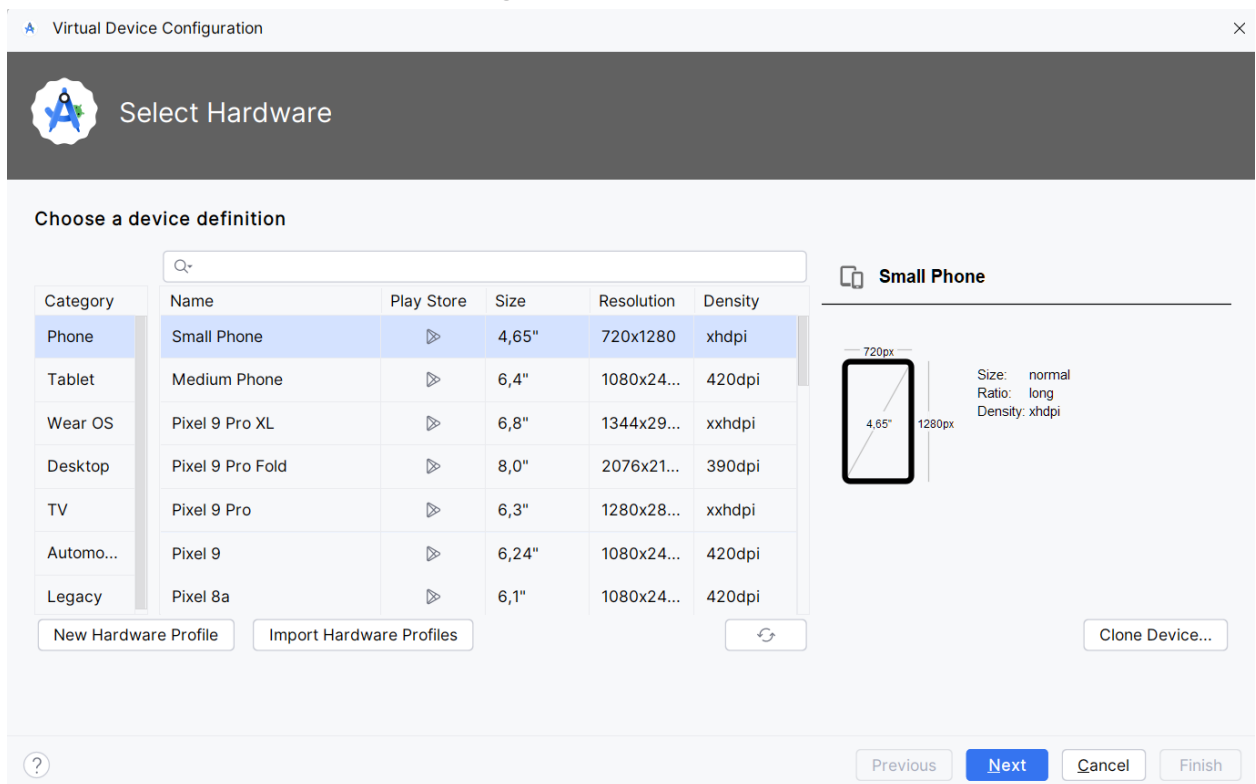 Virtual Device Configuration
Select Hardware
Choose a device definition
Category Name Play Store Size Resolution Density
Phone Small Phone 4,65" 720x1280 xhdpi
Tablet Medium Phone 6,4" 1080x24... 420dpi
Wear OS Pixel 9 Pro XL 6,8" 1344x29... xxhdpi
Desktop Pixel 9 Pro Fold 8,0" 2076x21... 390dpi
TV Pixel 9 Pro 6,3" 1280x28... xxhdpi
Automo... Pixel 9 6,24" 1080x24... 420dpi
Legacy Pixel 8a 6,1" 1080x24... 420dpi
New Hardware Profile Import Hardware Profiles
Small Phone
720px
4,65" 1280px
Size: normal
Ratio: long
Density: xhdpi
Clone Device...
? Previous Next Cancel Finish